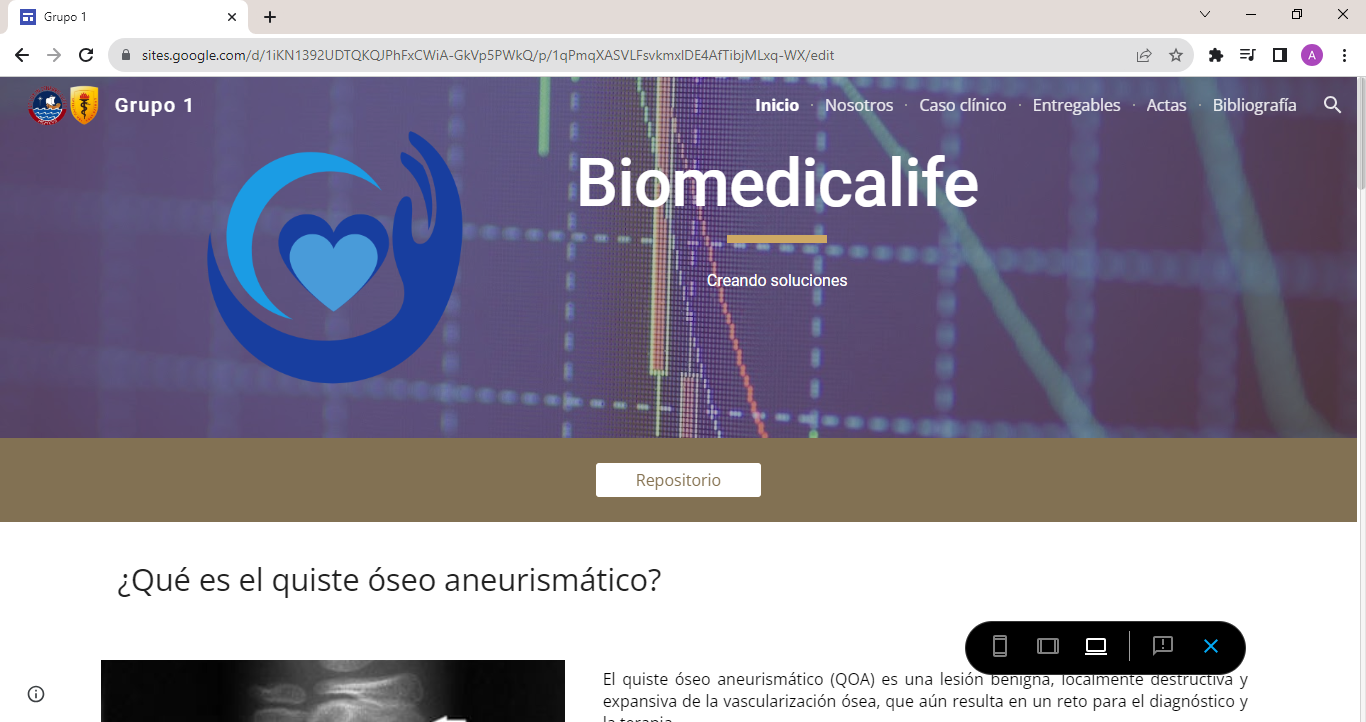 Grupo 1
sites.google.com/d/1iKN1392UDTQKQJPhFxCWiA-GkVp5PWkQ/p/1qPmqXASVLFsvkmxlDE4AfTibjMLxq-WX/edit
A
Grupo 1
Inicio · Nosotros · Caso clínico · Entregables · Actas · Bibliografía
Biomedicalife
Creando soluciones
Repositorio
¿Qué es el quiste óseo aneurismático?
El quiste óseo aneurismático (QOA) es una lesión benigna, localmente destructiva y
expansiva de la vascularización ósea, que aún resulta en un reto para el diagnóstico y
la terapia